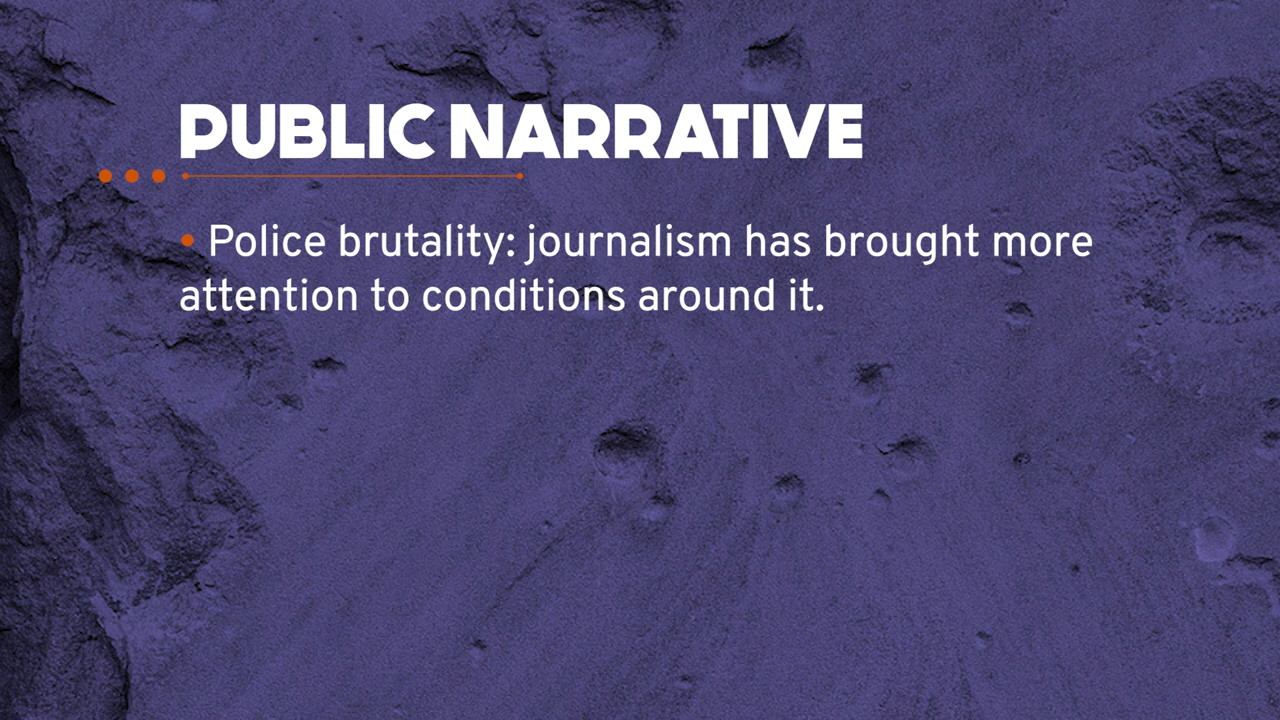 PUBLIC NARRATIVE
• Police brutality: journalism has brought more
attention to conditions around it.